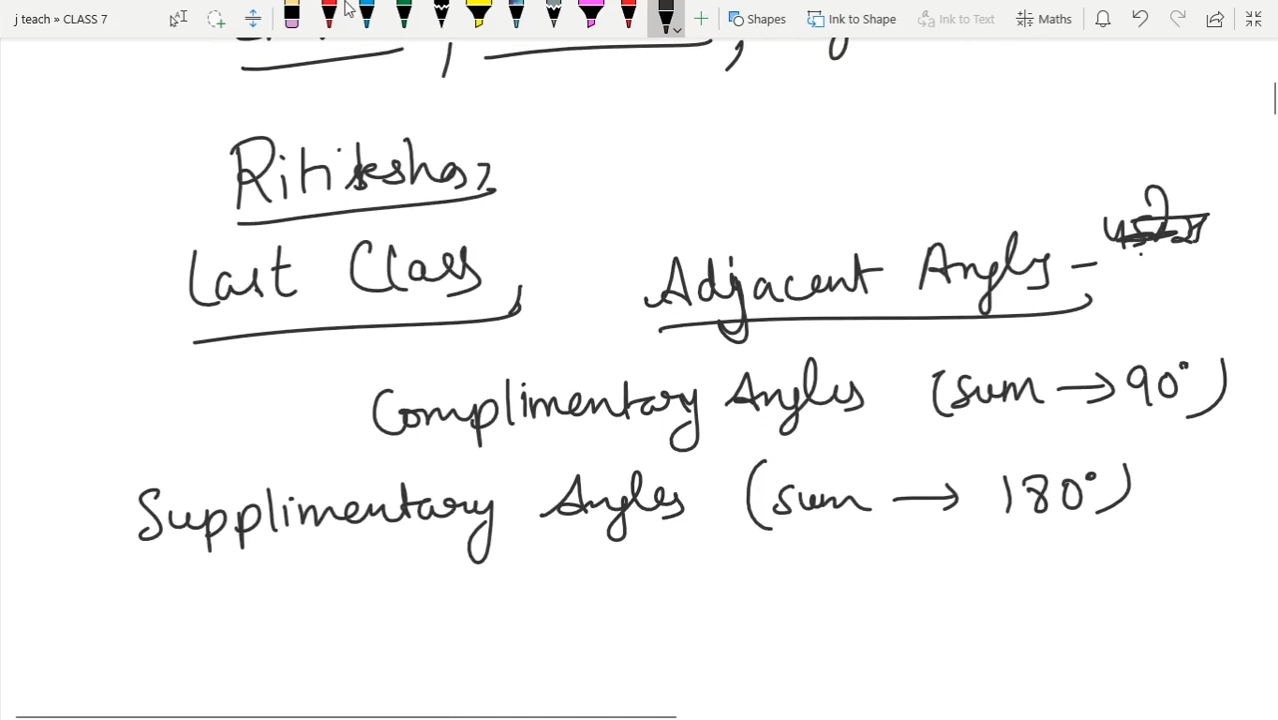 j teach » CLASS 7
Shapes
Ink to Shape
Ink to Text
Maths
Last Class,
Adjacent Angles - ?
Complimentary Angles (sum → 90°)
Supplimentary Angles (sum → 180°)